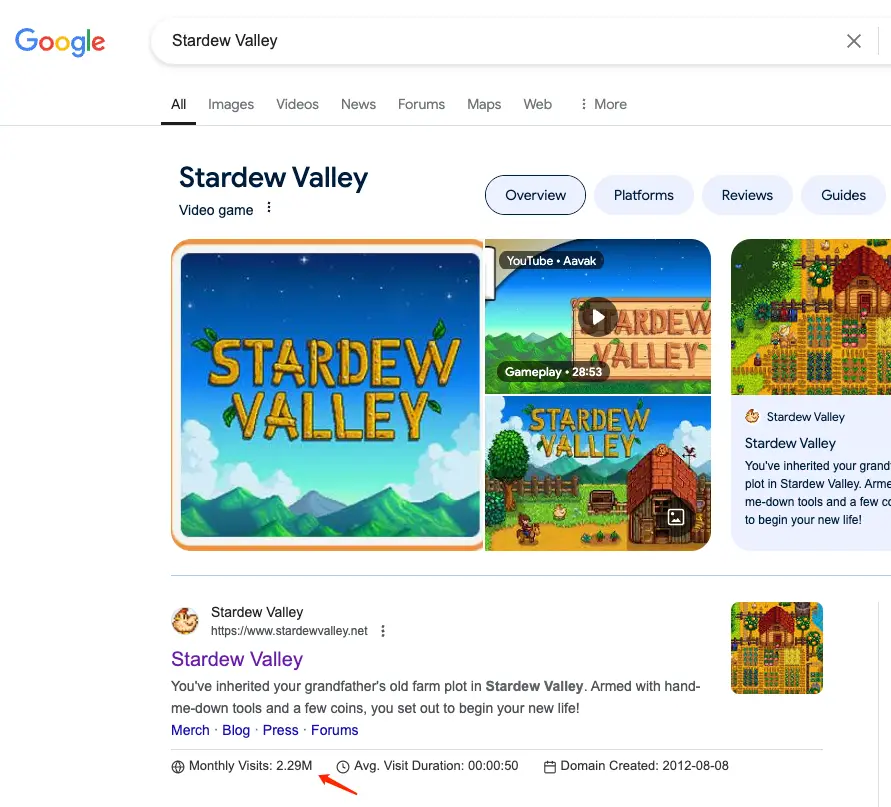 Google
Stardew Valley
All Images Videos News Forums Maps Web More
Stardew Valley
Video game
Overview Platforms Reviews Guides
STARDEW
VALLEY
YouTube • Aavak
STARDEW
VALLEY
Gameplay • 28:53
STARDEW
VALLEY
Stardew Valley
Stardew Valley
You've inherited your grand
plot in Stardew Valley. Arme
me-down tools and a few co
to begin your new life!
Stardew Valley
https://www.stardewvalley.net
Stardew Valley
You've inherited your grandfather's old farm plot in Stardew Valley. Armed with hand-
me-down tools and a few coins, you set out to begin your new life!
Merch · Blog · Press · Forums
Monthly Visits: 2.29M Avg. Visit Duration: 00:00:50 Domain Created: 2012-08-08